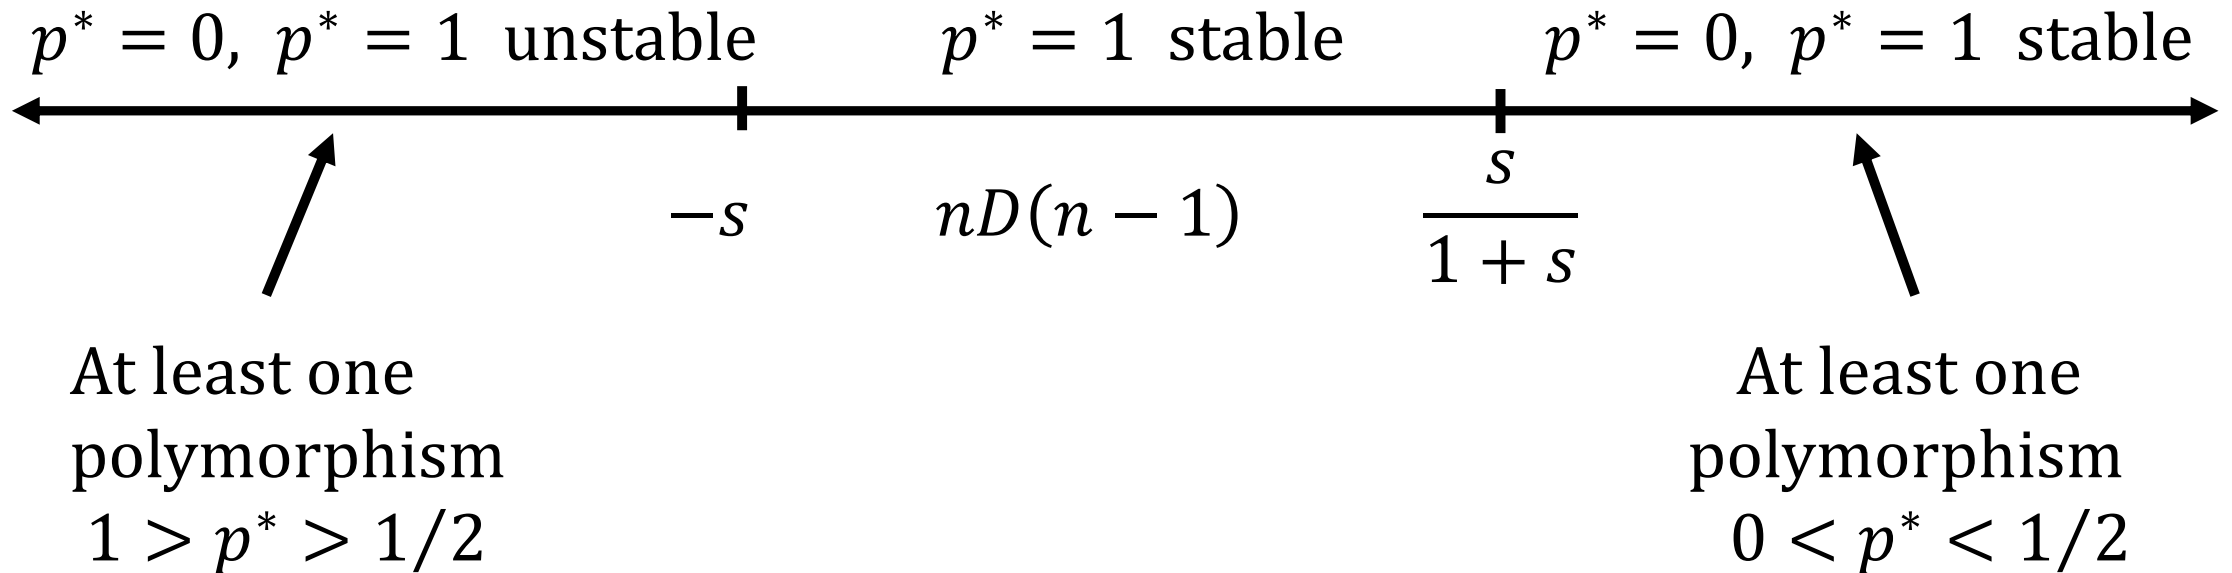 p* = 0, p* = 1 unstable
p* = 1 stable
p* = 0, p* = 1 stable
−s
nD(n − 1)
s
1 + s
At least one
polymorphism
1 > p* > 1/2
At least one
polymorphism
0 < p* < 1/2